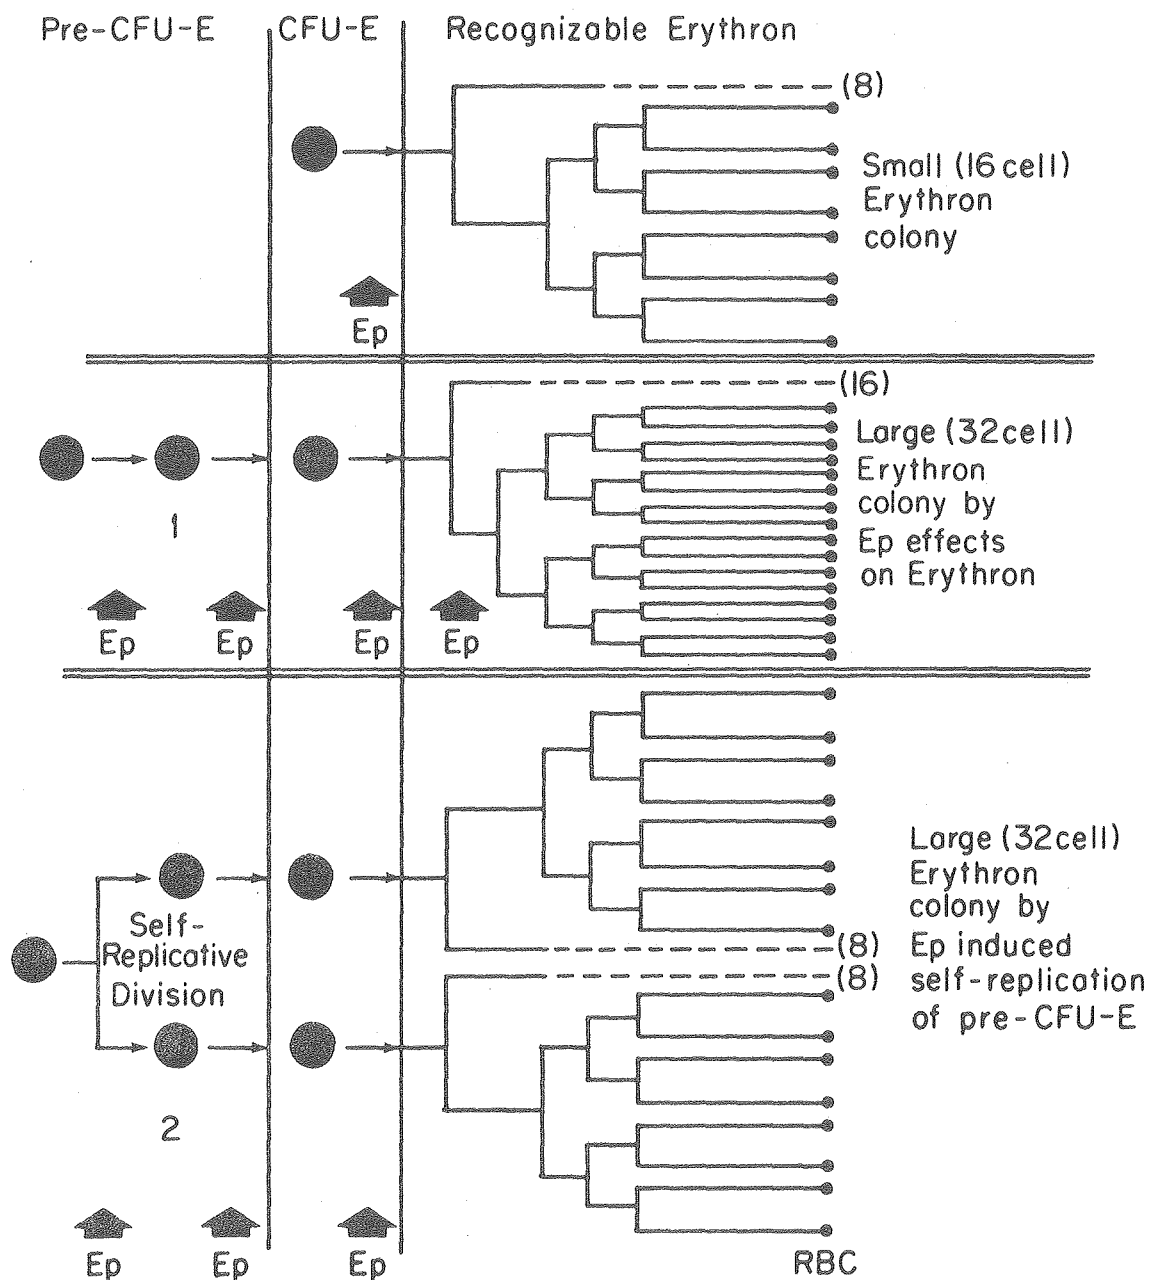 Pre-CFU-E
CFU-E
Recognizable Erythron
(8)
Small (16 cell)
Erythron
colony
Ep
(16)
Large (32cell)
Erythron
colony by
Ep effects
on Erythron
1
Ep
Ep
Ep
Ep
Self-
Replicative
Division
2
(8)
(8)
Large (32cell)
Erythron
colony by
Ep induced
self-replication
of pre-CFU-E
Ep
Ep
Ep
RBC